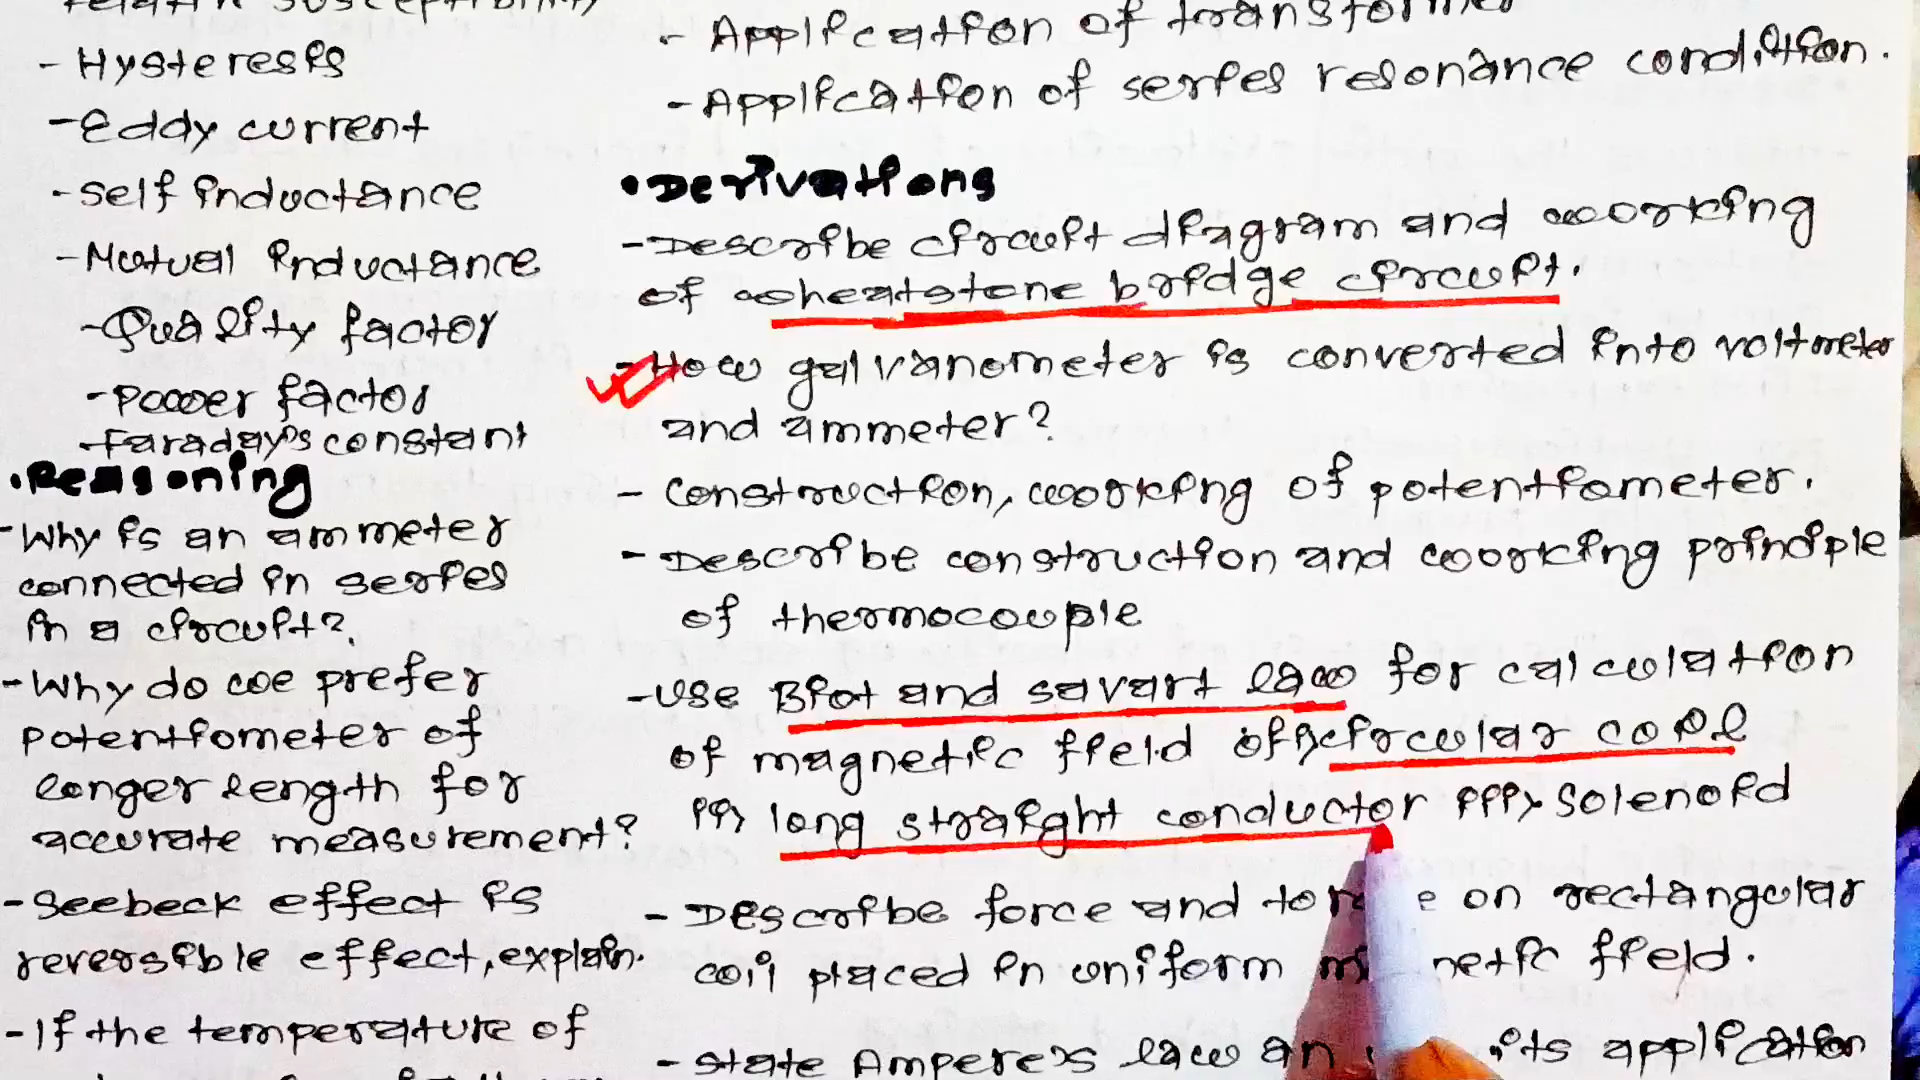 - Hysteresis
- Eddy current
- Self inductance
- Mutual inductance
- Quality factor
- Power factor
- Faraday's constant
• Reasoning
- Why is an ammeter
connected in series
in a circuit?.
- Why do we prefer
potentiometer of
longer length for
accurate measurement?
- Seebeck effect is
reversible effect, explain.
- If the temperature of
- Application of transformer
- Application of series resonance condition.
• Derivations
- Describe circuit diagram and working
of wheatstone bridge circuit.
- How galvanometer is converted into voltmeter
and ammeter?
- Construction, working of potentiometer.
- Describe construction and working principle
of thermocouple
- Use Biot and savart law for calculation
of magnetic field of i> circular coil
ii> long straight conductor iii> Solenoid
- Describe force and on rectangular
coil placed in uniform field.
- State Ampere's law its application